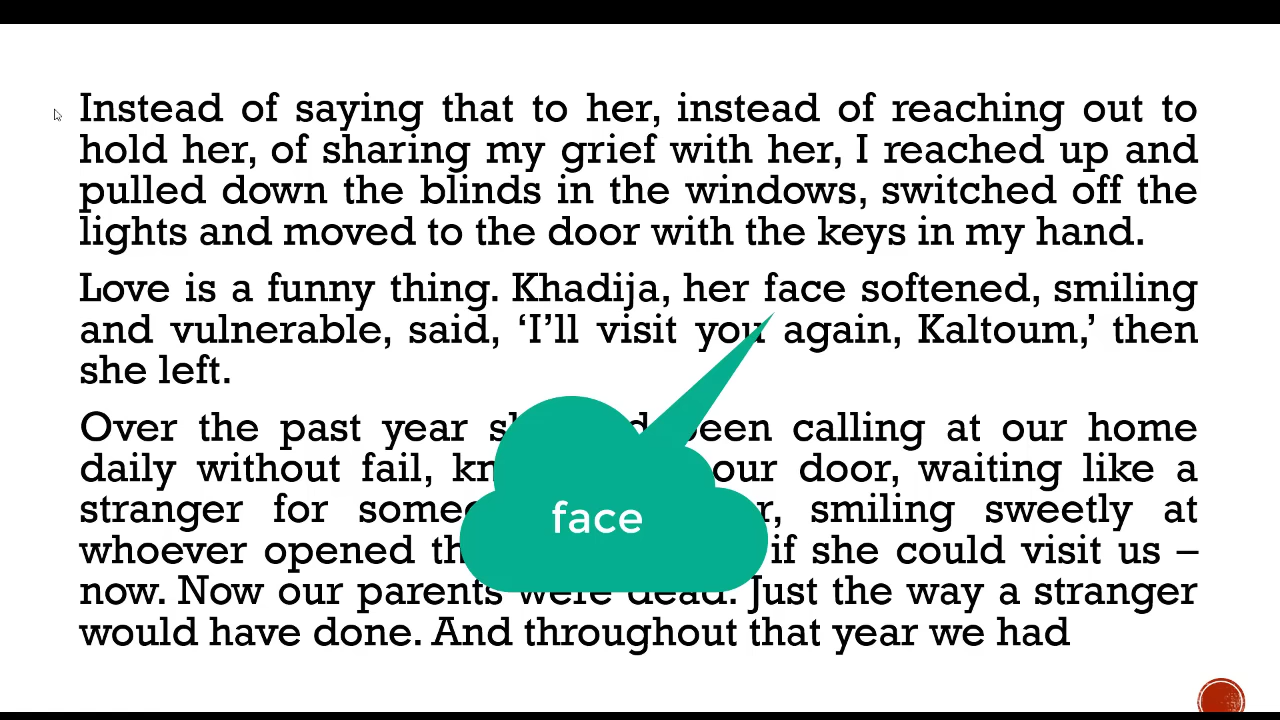 Instead of saying that to her, instead of reaching out to
hold her, of sharing my grief with her, I reached up and
pulled down the blinds in the windows, switched off the
lights and moved to the door with the keys in my hand.
Love is a funny thing. Khadija, her face softened, smiling
and vulnerable, said, ‘I’ll visit you again, Kaltoum,’ then
she left.
Over the past year been calling at our home
daily without fail, our door, waiting like a
stranger for smiling sweetly at
whoever opened if she could visit us –
now. Now our parents were dead. Just the way a stranger
would have done. And throughout that year we had
face